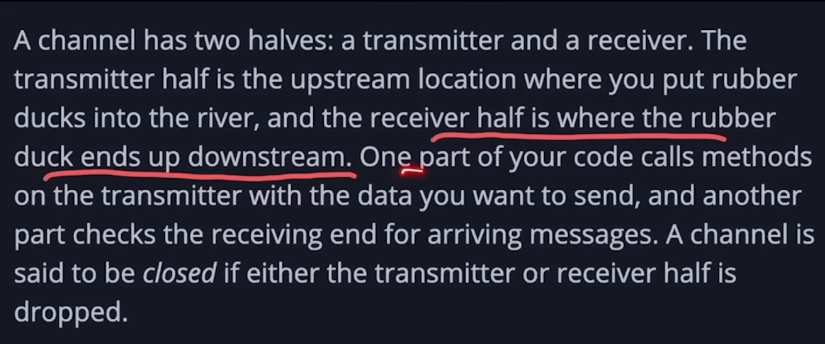 A channel has two halves: a transmitter and a receiver. The
transmitter half is the upstream location where you put rubber
ducks into the river, and the receiver half is where the rubber
duck ends up downstream. One part of your code calls methods
on the transmitter with the data you want to send, and another
part checks the receiving end for arriving messages. A channel is
said to be closed if either the transmitter or receiver half is
dropped.